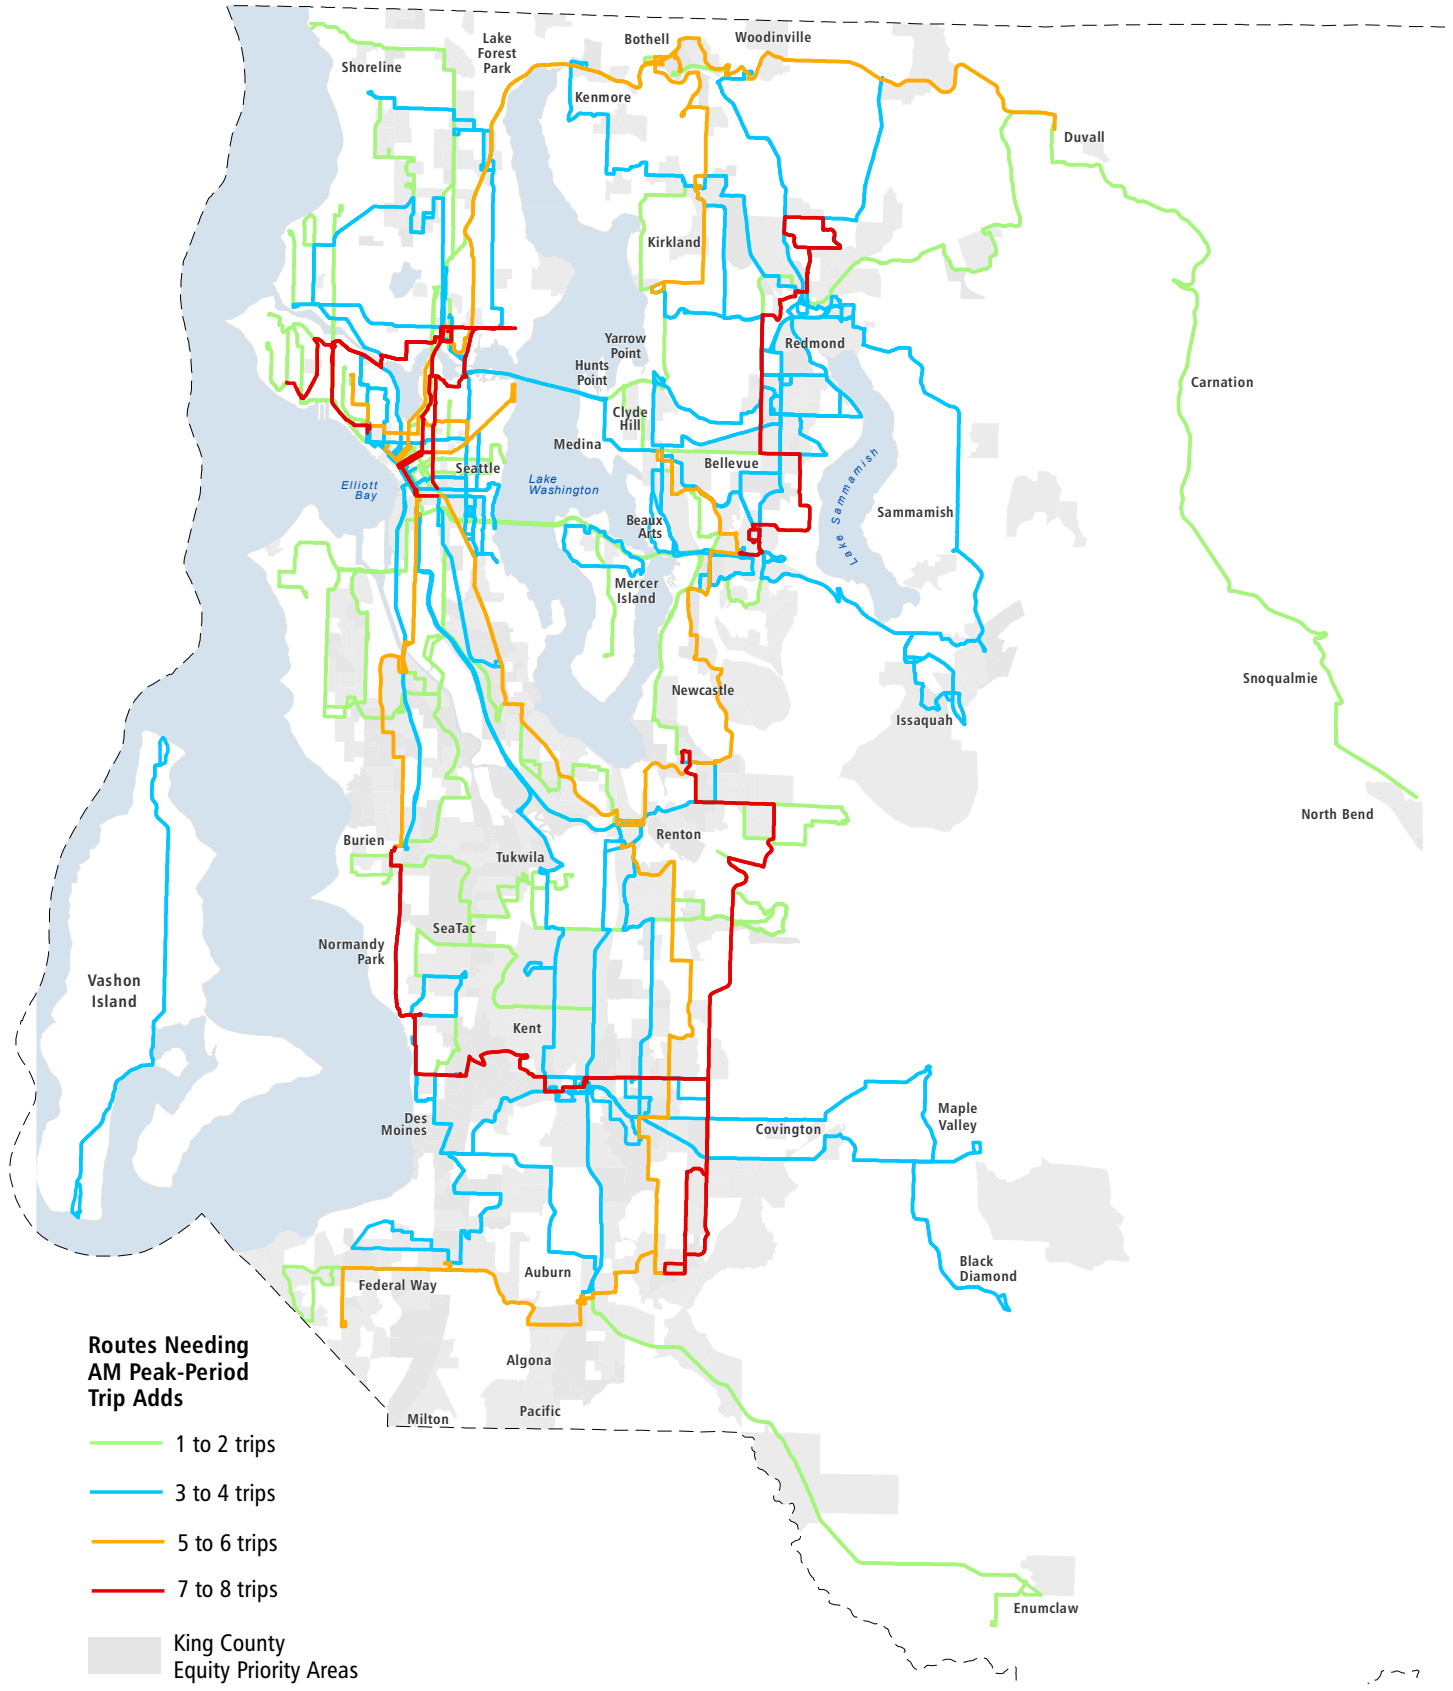 Lake
Forest
Park
Bothell
Woodinville
Shoreline
Kenmore
Duvall
Kirkland
Yarrow
Point
Redmond
Hunts
Point
Carnation
Clyde
Hill
Medina
Bellevue
Seattle
Elliott
Bay
Lake
Washington
Lake Sammamish
Sammamish
Beaux
Arts
Mercer
Island
Newcastle
Snoqualmie
Issaquah
North Bend
Burien
Renton
Tukwila
SeaTac
Normandy
Park
Vashon
Island
Kent
Maple
Valley
Des
Moines
Covington
Black
Diamond
Auburn
Federal Way
Algona
Pacific
Milton
Enumclaw
Routes Needing
AM Peak-Period
Trip Adds
1 to 2 trips
3 to 4 trips
5 to 6 trips
7 to 8 trips
King County
Equity Priority Areas